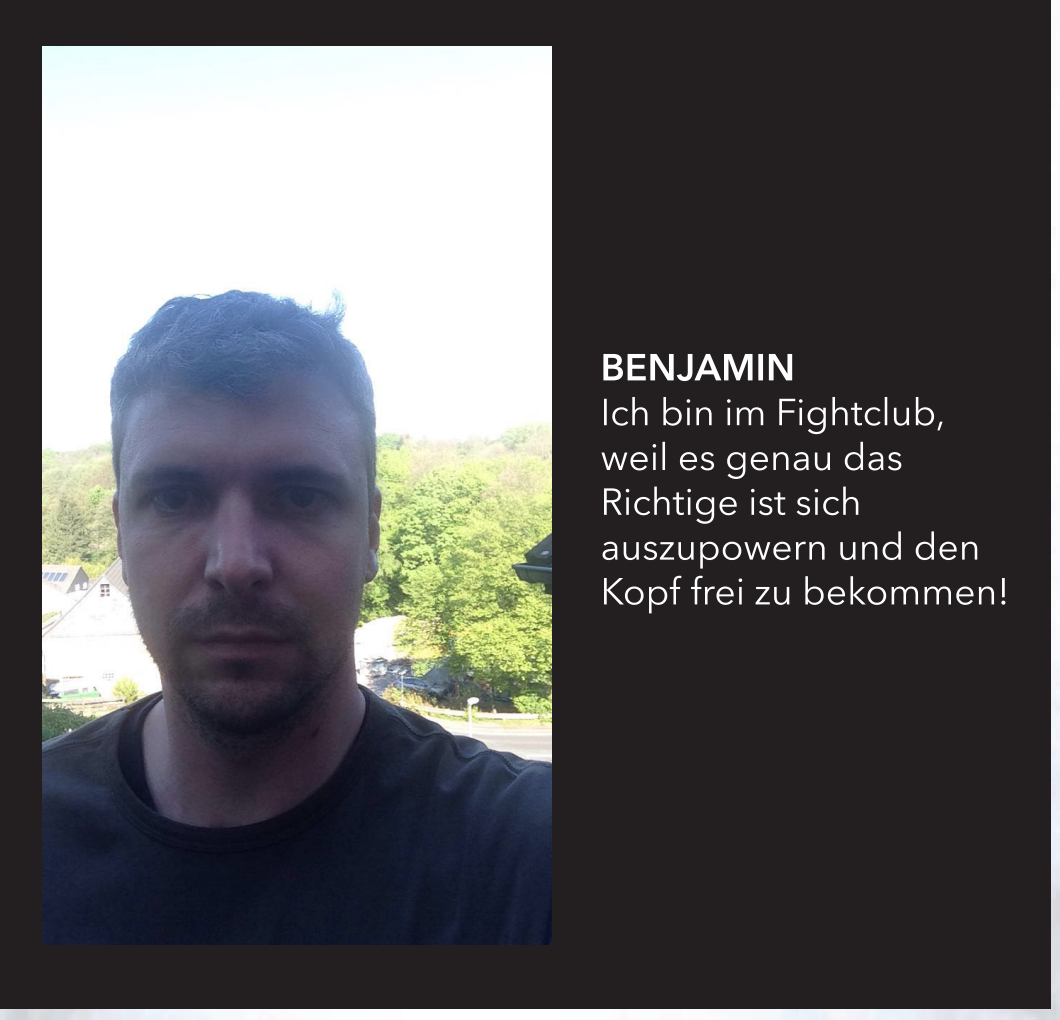 BENJAMIN
Ich bin im Fightclub,
weil es genau das
Richtige ist sich
auszupowern und den
Kopf frei zu bekommen!